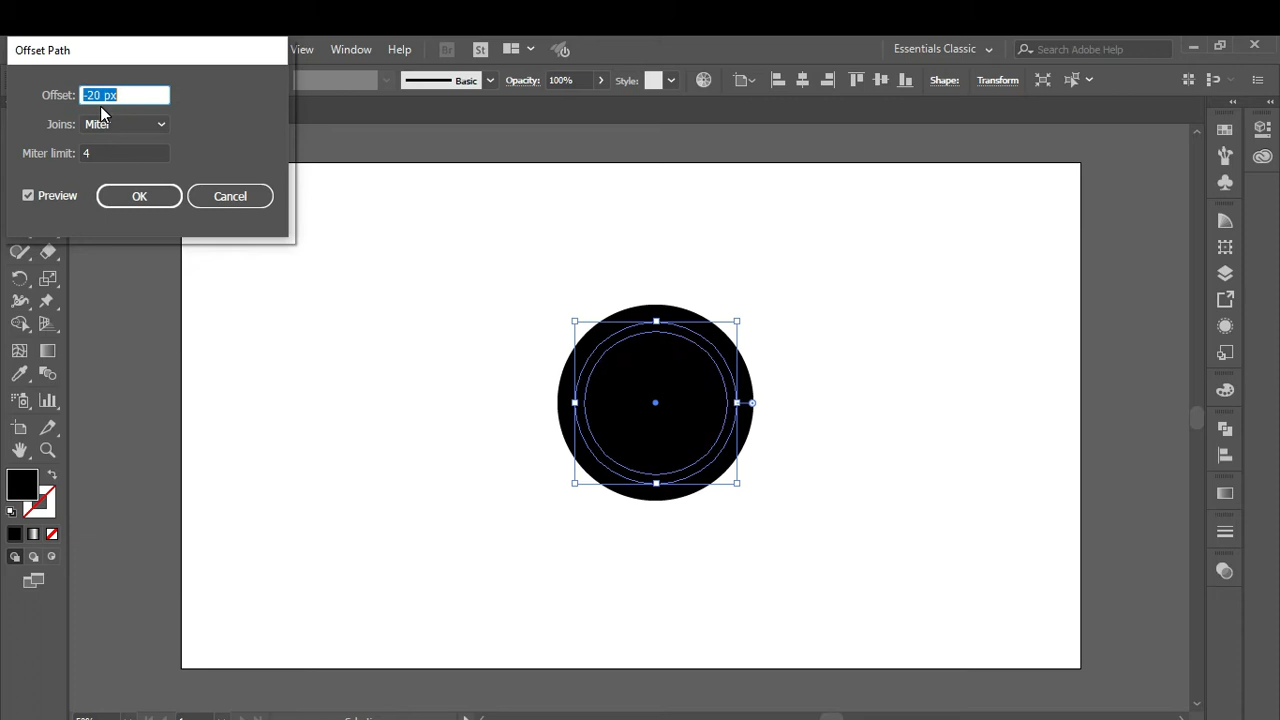 Offset Path
View Window Help Br St Essentials Classic Search Adobe Help
Offset: -20 px
Basic Opacity: 100% Style: Shape: Transform
Joins: Miter
Miter limit: 4
Preview OK Cancel